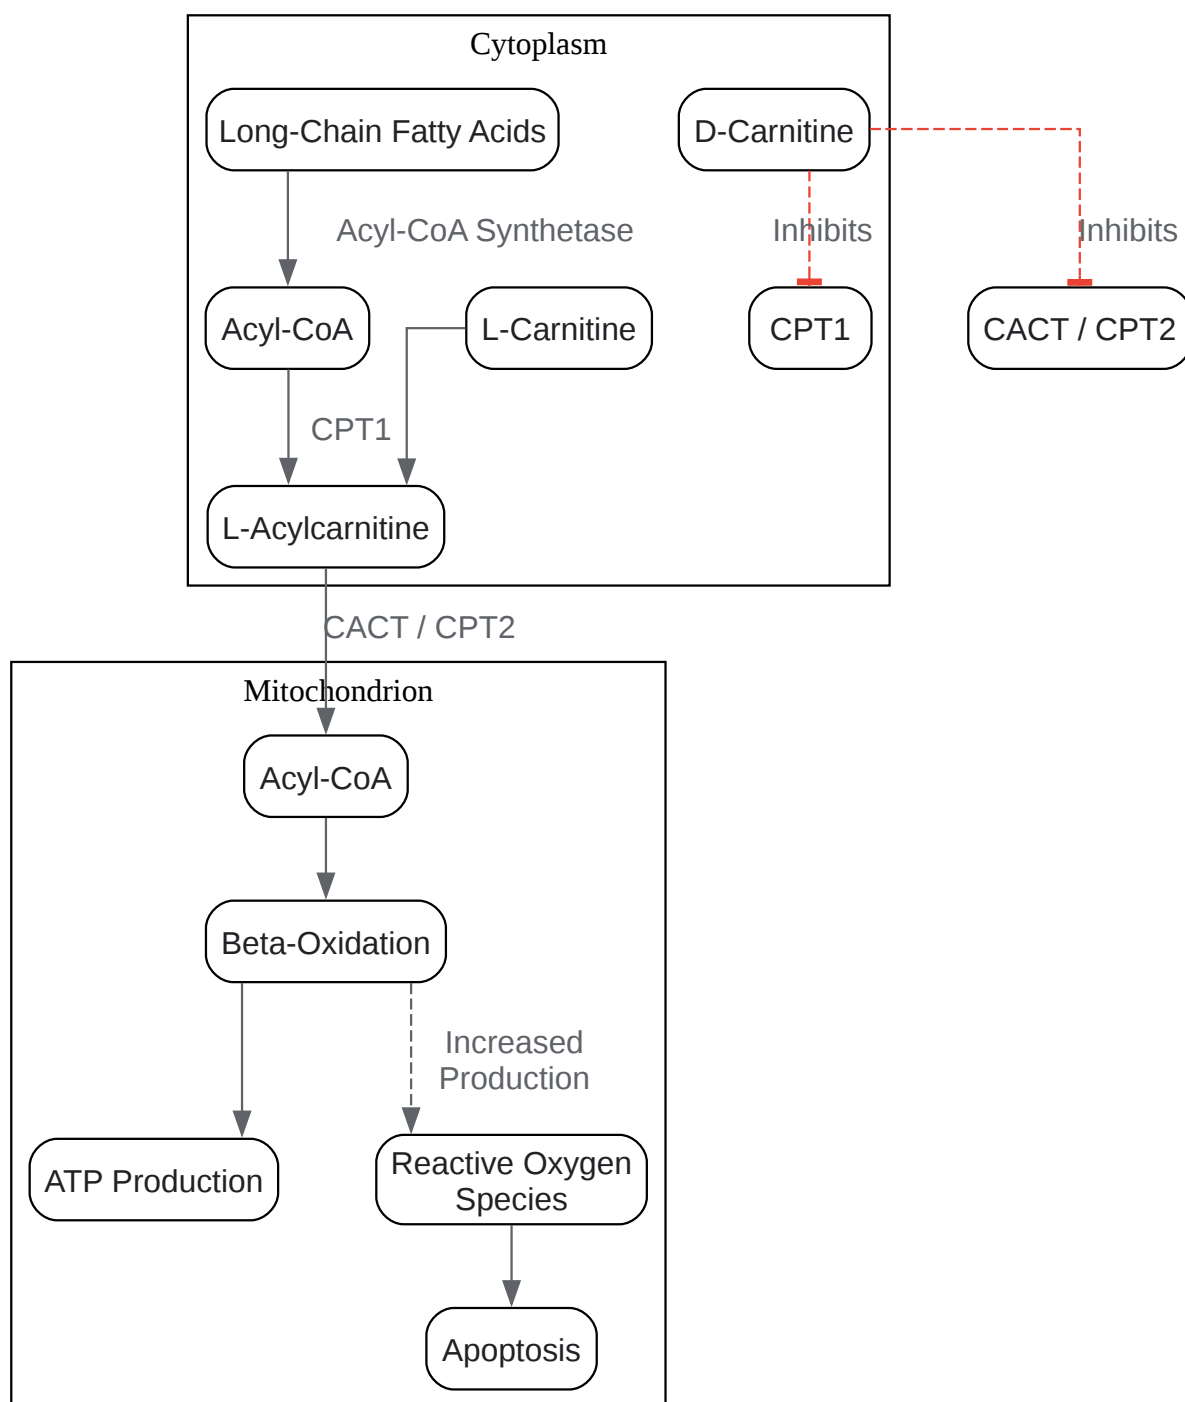 Cytoplasm
Long-Chain Fatty Acids
D-Carnitine
Acyl-CoA Synthetase
Inhibits
Inhibits
Acyl-CoA
L-Carnitine
CPT1
CACT / CPT2
CPT1
L-Acylcarnitine
CACT / CPT2
Mitochondrion
Acyl-CoA
Beta-Oxidation
Increased
Production
ATP Production
Reactive Oxygen
Species
Apoptosis